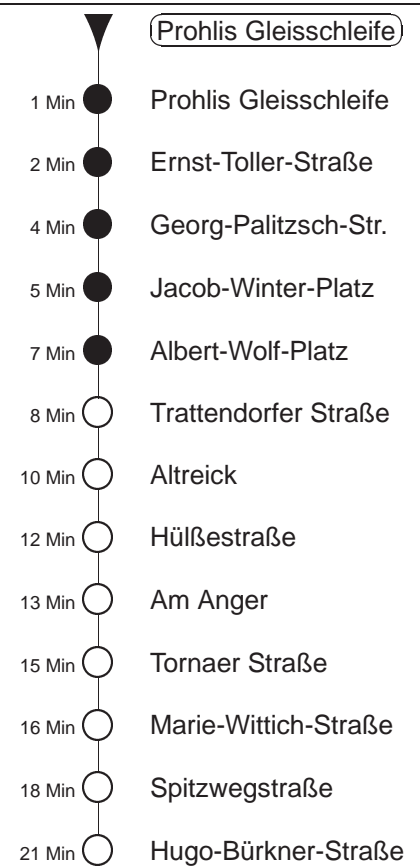 Prohlis Gleisschleife
1 Min Prohlis Gleisschleife
2 Min Ernst-Toller-Straße
4 Min Georg-Palitzsch-Str.
5 Min Jacob-Winter-Platz
7 Min Albert-Wolf-Platz
8 Min Trattendorfer Straße
10 Min Altreick
12 Min Hülßestraße
13 Min Am Anger
15 Min Tornaer Straße
16 Min Marie-Wittich-Straße
18 Min Spitzwegstraße
21 Min Hugo-Bürkner-Straße